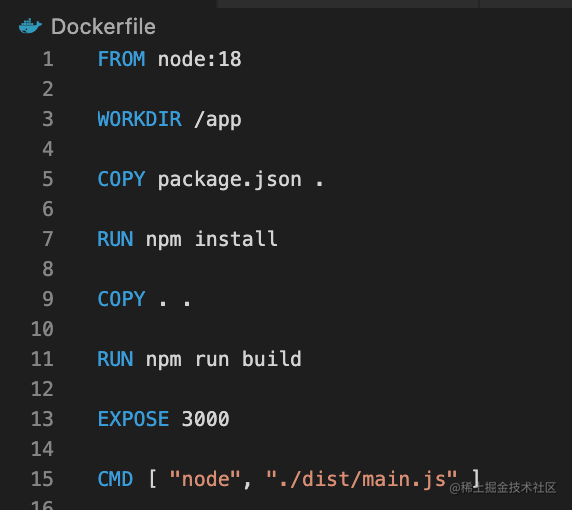 Dockerfile
1 FROM node:18
2
3 WORKDIR /app
4
5 COPY package.json .
6
7 RUN npm install
8
9 COPY . .
10
11 RUN npm run build
12
13 EXPOSE 3000
14
15 CMD [ "node", "./dist/main.js" ]
@稀土掘金技术社区
16